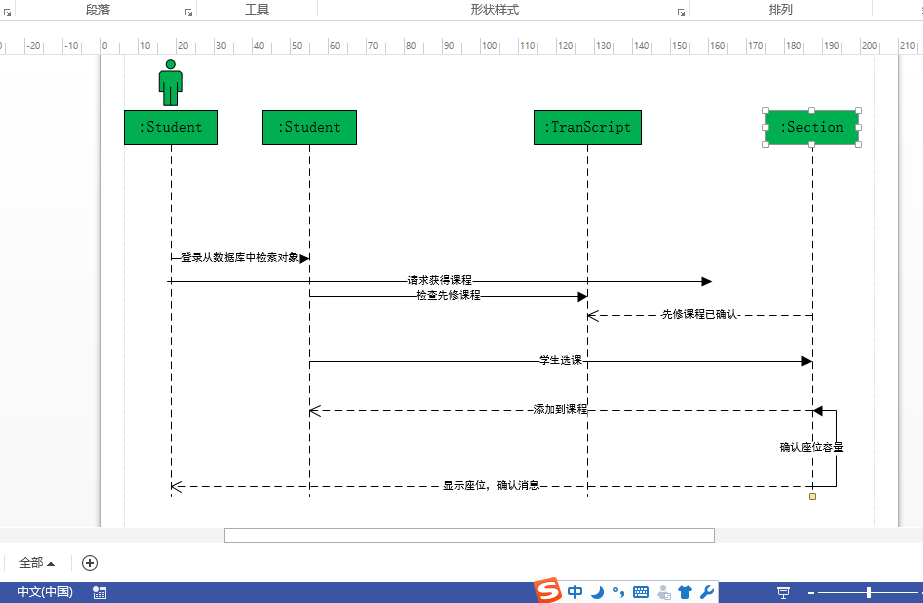 段落 工具 形状样式 排列
-20 -10 0 10 20 30 40 50 60 70 80 90 100 110 120 130 140 150 160 170 180 190 200 210
:Student :Student :TranScript :Section
登录从数据库中检索对象
请求获得课程
检查先修课程
先修课程已确认
学生选课
添加到课程
确认座位容量
显示座位，确认消息
全部
中文(中国) S 中